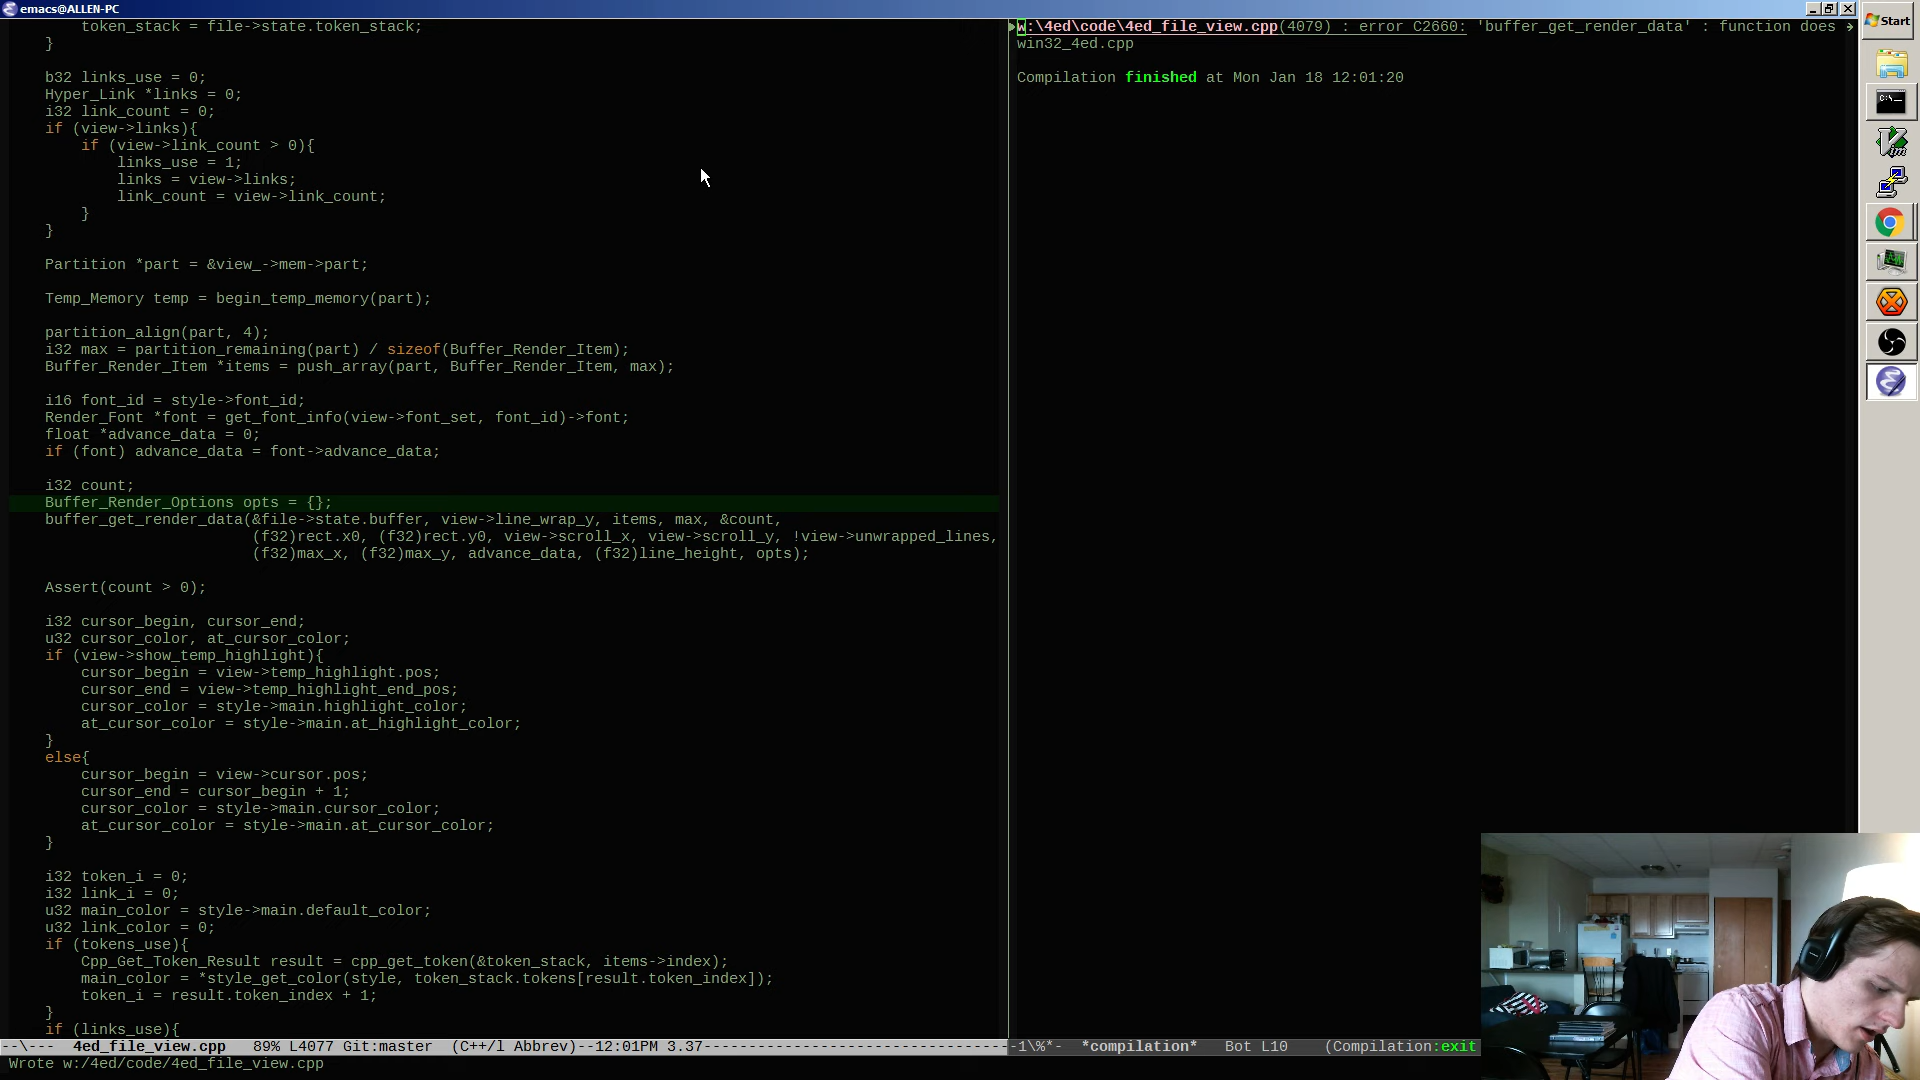 emacs@ALLEN-PC
token_stack = file->state.token_stack;
}
b32 links_use = 0;
Hyper_Link *links = 0;
i32 link_count = 0;
if (view->links){
if (view->link_count > 0){
links_use = 1;
links = view->links;
link_count = view->link_count;
}
}
Partition *part = &view_->mem->part;
Temp_Memory temp = begin_temp_memory(part);
partition_align(part, 4);
i32 max = partition_remaining(part) / sizeof(Buffer_Render_Item);
Buffer_Render_Item *items = push_array(part, Buffer_Render_Item, max);
i16 font_id = style->font_id;
Render_Font *font = get_font_info(view->font_set, font_id)->font;
float *advance_data = 0;
if (font) advance_data = font->advance_data;
i32 count;
Buffer_Render_Options opts = {};
buffer_get_render_data(&file->state.buffer, view->line_wrap_y, items, max, &count,
(f32)rect.x0, (f32)rect.y0, view->scroll_x, view->scroll_y, !view->unwrapped_lines,
(f32)max_x, (f32)max_y, advance_data, (f32)line_height, opts);
Assert(count > 0);
i32 cursor_begin, cursor_end;
u32 cursor_color, at_cursor_color;
if (view->show_temp_highlight){
cursor_begin = view->temp_highlight.pos;
cursor_end = view->temp_highlight_end_pos;
cursor_color = style->main.highlight_color;
at_cursor_color = style->main.at_highlight_color;
}
else{
cursor_begin = view->cursor.pos;
cursor_end = cursor_begin + 1;
cursor_color = style->main.cursor_color;
at_cursor_color = style->main.at_cursor_color;
}
i32 token_i = 0;
i32 link_i = 0;
u32 main_color = style->main.default_color;
u32 link_color = 0;
if (tokens_use){
Cpp_Get_Token_Result result = cpp_get_token(&token_stack, items->index);
main_color = *style_get_color(style, token_stack.tokens[result.token_index]);
token_i = result.token_index + 1;
}
if (links_use){
--\--- 4ed_file_view.cpp 89% L4077 Git:master (C++/l Abbrev)--12:01PM 3.37----------------------------------
Wrote w:/4ed/code/4ed_file_view.cpp
w:\4ed\code\4ed_file_view.cpp(4079) : error C2660: 'buffer_get_render_data' : function does
win32_4ed.cpp
Compilation finished at Mon Jan 18 12:01:20
-1\%*- *compilation* Bot L10 (Compilation:exit
Start